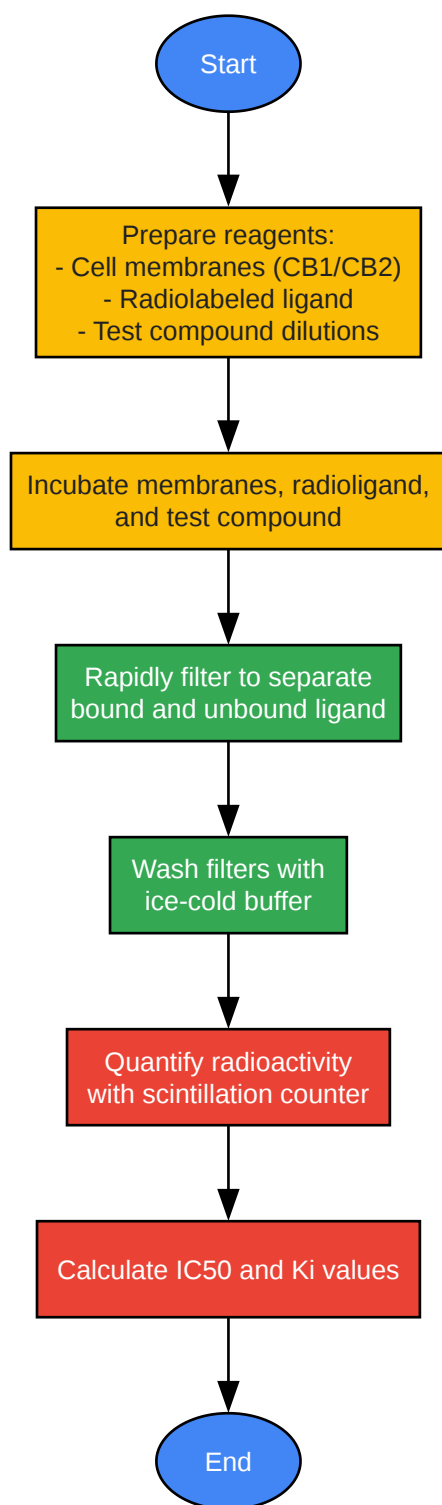 Start
Prepare reagents:
- Cell membranes (CB1/CB2)
- Radiolabeled ligand
- Test compound dilutions
Incubate membranes, radioligand,
and test compound
Rapidly filter to separate
bound and unbound ligand
Wash filters with
ice-cold buffer
Quantify radioactivity
with scintillation counter
Calculate IC50 and Ki values
End